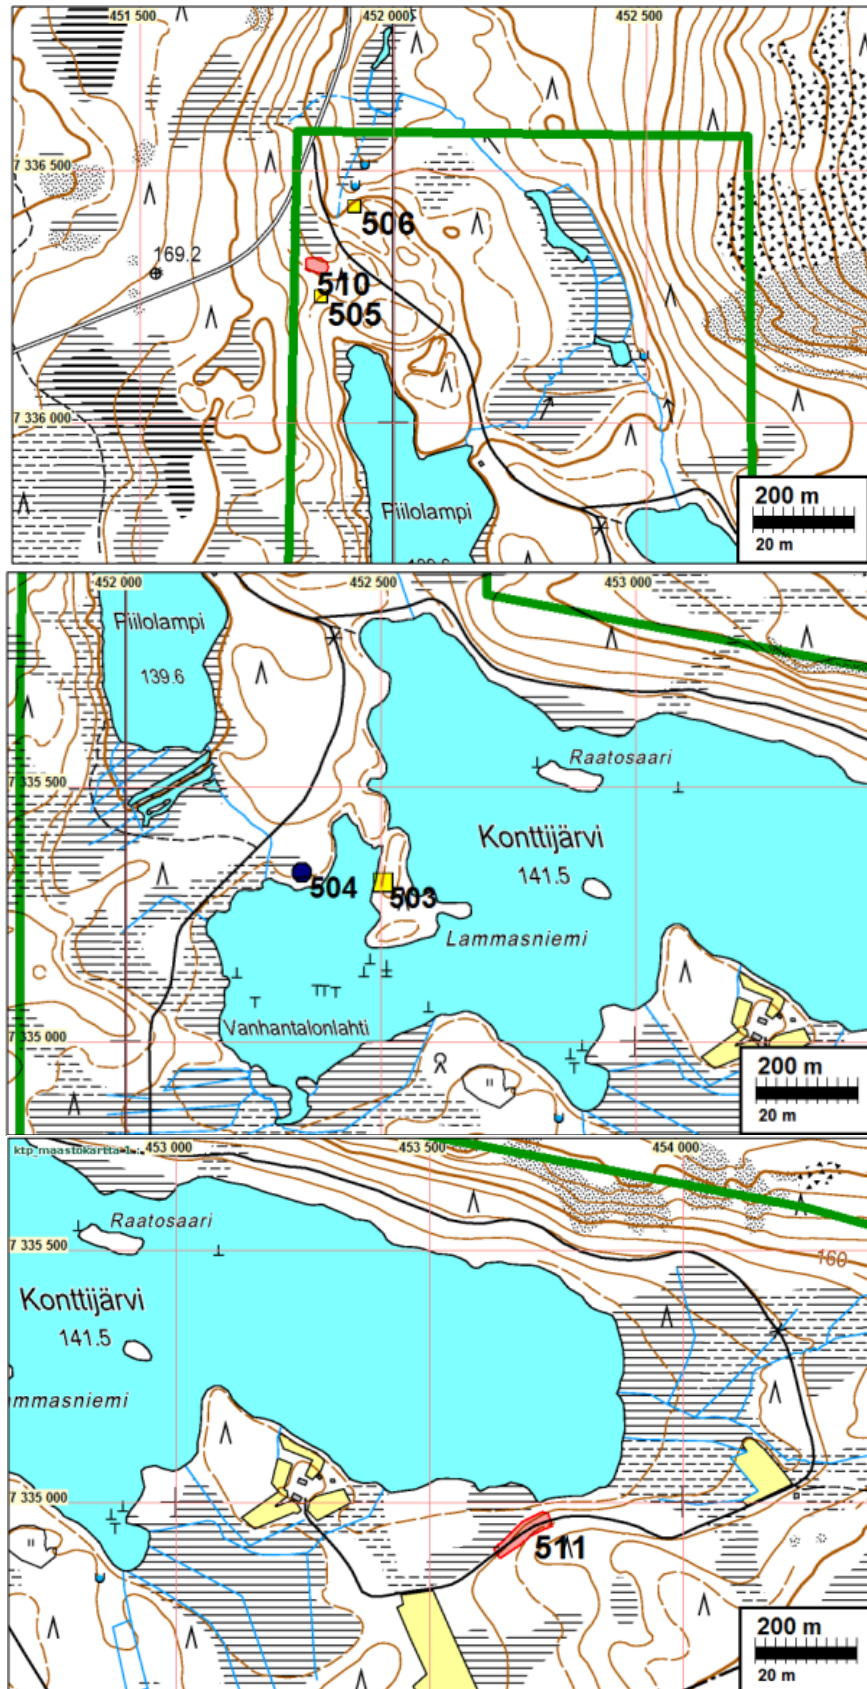 451 500
452 000
452 500
7 336 500
506
169.2
510
505
7 336 000
Piilolampi
200 m
20 m
452 000
452 500
453 000
Piilolampi
139.6
Raatosaari
7 335 500
Konttijärvi
141.5
504
503
Lammasniemi
Vanhantalonlahti
7 335 000
200 m
20 m
ktp_maastokartta 1 :
453 000
453 500
454 000
Raatosaari
7 335 500
160
Konttijärvi
141.5
ammasniemi
7 335 000
511
200 m
20 m